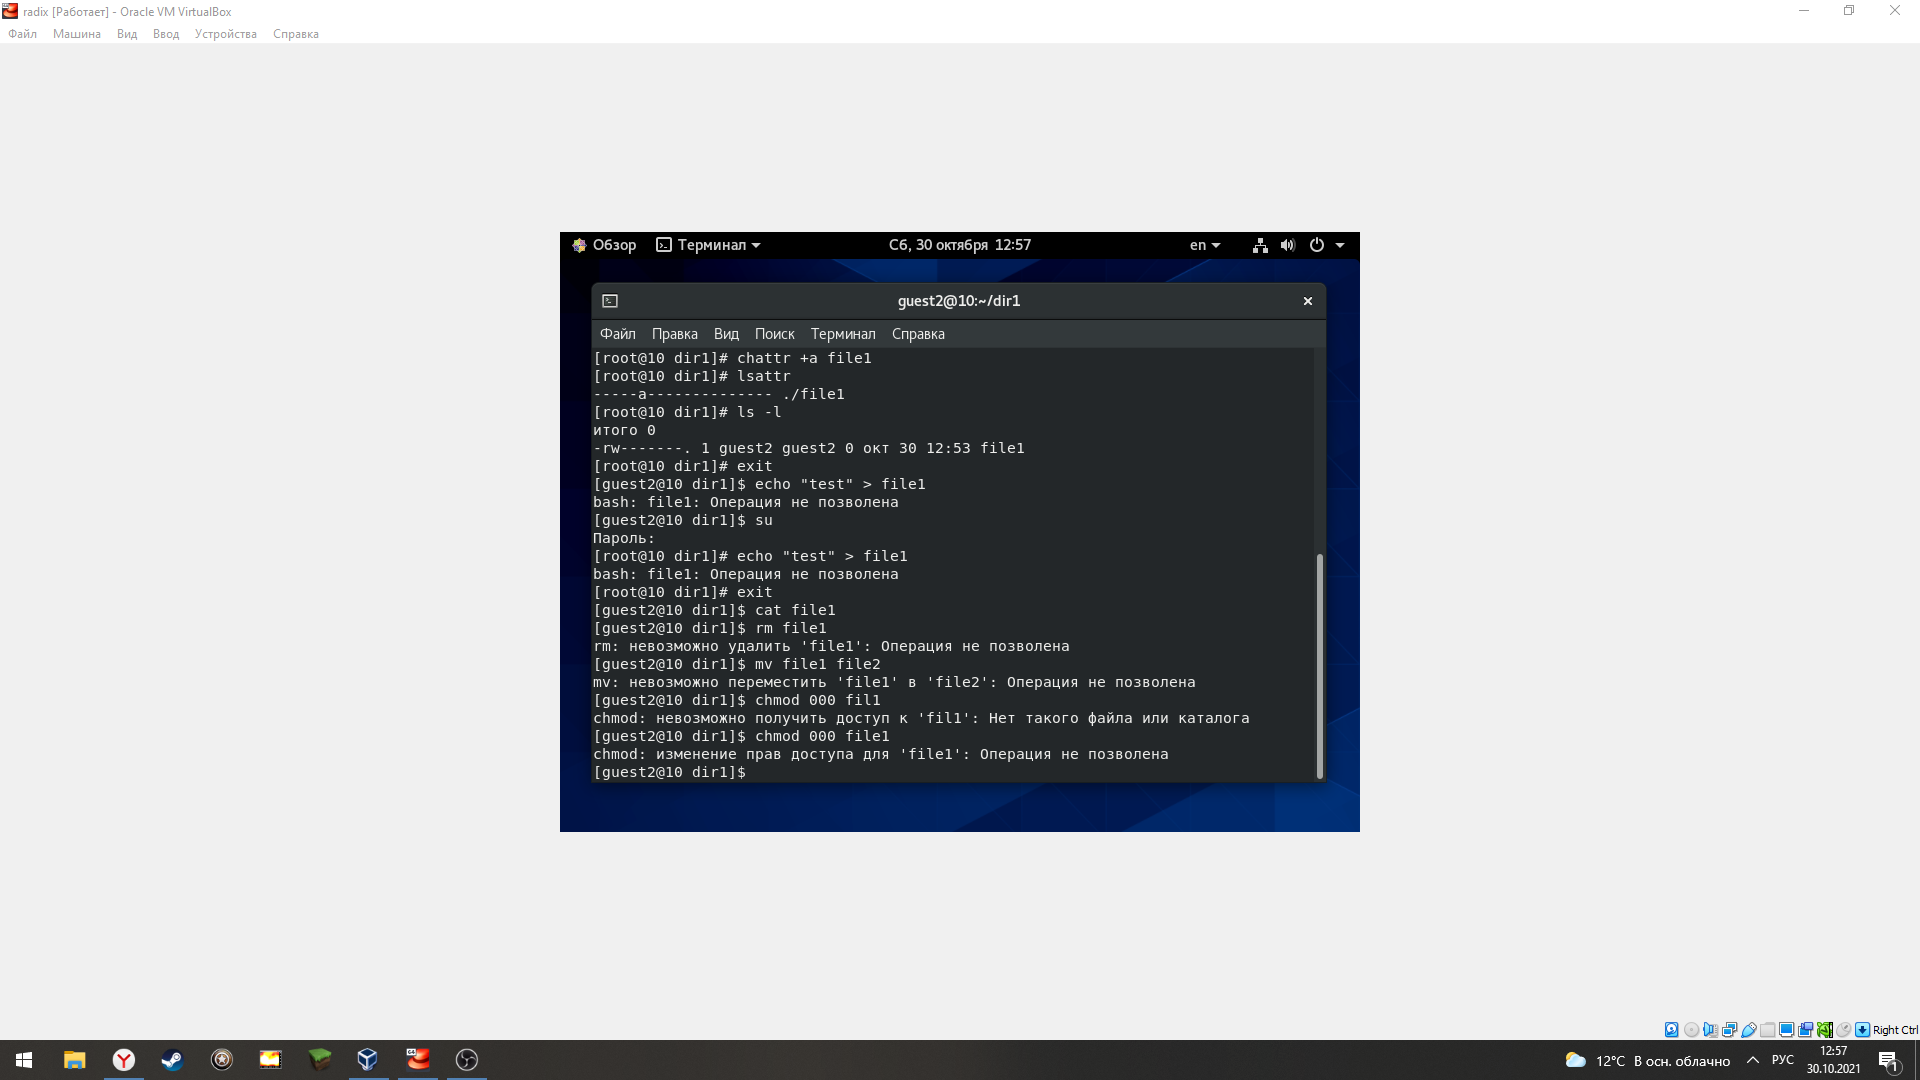 radix [Работает] - Oracle VM VirtualBox
Файл Машина Вид Ввод Устройства Справка
Обзор Терминал Сб, 30 октября 12:57 en
guest2@10:~/dir1
Файл Правка Вид Поиск Терминал Справка
[root@10 dir1]# chattr +a file1
[root@10 dir1]# lsattr
-----a-------------- ./file1
[root@10 dir1]# ls -l
итого 0
-rw-------. 1 guest2 guest2 0 окт 30 12:53 file1
[root@10 dir1]# exit
[guest2@10 dir1]$ echo "test" > file1
bash: file1: Операция не позволена
[guest2@10 dir1]$ su
Пароль:
[root@10 dir1]# echo "test" > file1
bash: file1: Операция не позволена
[root@10 dir1]# exit
[guest2@10 dir1]$ cat file1
[guest2@10 dir1]$ rm file1
rm: невозможно удалить 'file1': Операция не позволена
[guest2@10 dir1]$ mv file1 file2
mv: невозможно переместить 'file1' в 'file2': Операция не позволена
[guest2@10 dir1]$ chmod 000 fil1
chmod: невозможно получить доступ к 'fil1': Нет такого файла или каталога
[guest2@10 dir1]$ chmod 000 file1
chmod: изменение прав доступа для 'file1': Операция не позволена
[guest2@10 dir1]$
Right Ctrl
12°C В осн. облачно РУС 12:57
30.10.2021
1